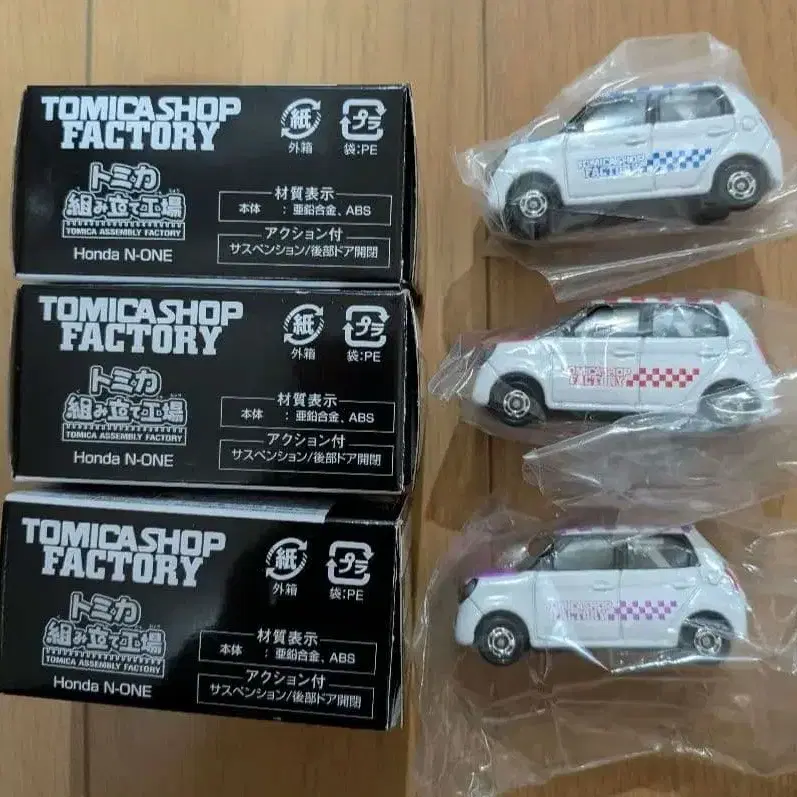 TOMICASHOP
FACTORY
紙
外箱
プラ
袋:PE
トミカ
組み立て工場
TOMICA ASSEMBLY FACTORY
Honda N-ONE
材質表示
本体 : 亜鉛合金、ABS
アクション付
サスペンション/後部ドア開閉
TOMICASHOP
FACTORY
TOMICASHOP
FACTORY
紙
外箱
プラ
袋:PE
トミカ
組み立て工場
TOMICA ASSEMBLY FACTORY
Honda N-ONE
材質表示
本体 : 亜鉛合金、ABS
アクション付
サスペンション/後部ドア開閉
TOMICASHOP
FACTORY
TOMICASHOP
FACTORY
紙
外箱
プラ
袋:PE
トミカ
組み立て工場
TOMICA ASSEMBLY FACTORY
Honda N-ONE
材質表示
本体 : 亜鉛合金、ABS
アクション付
サスペンション/後部ドア開閉
TOMICASHOP
FACTORY